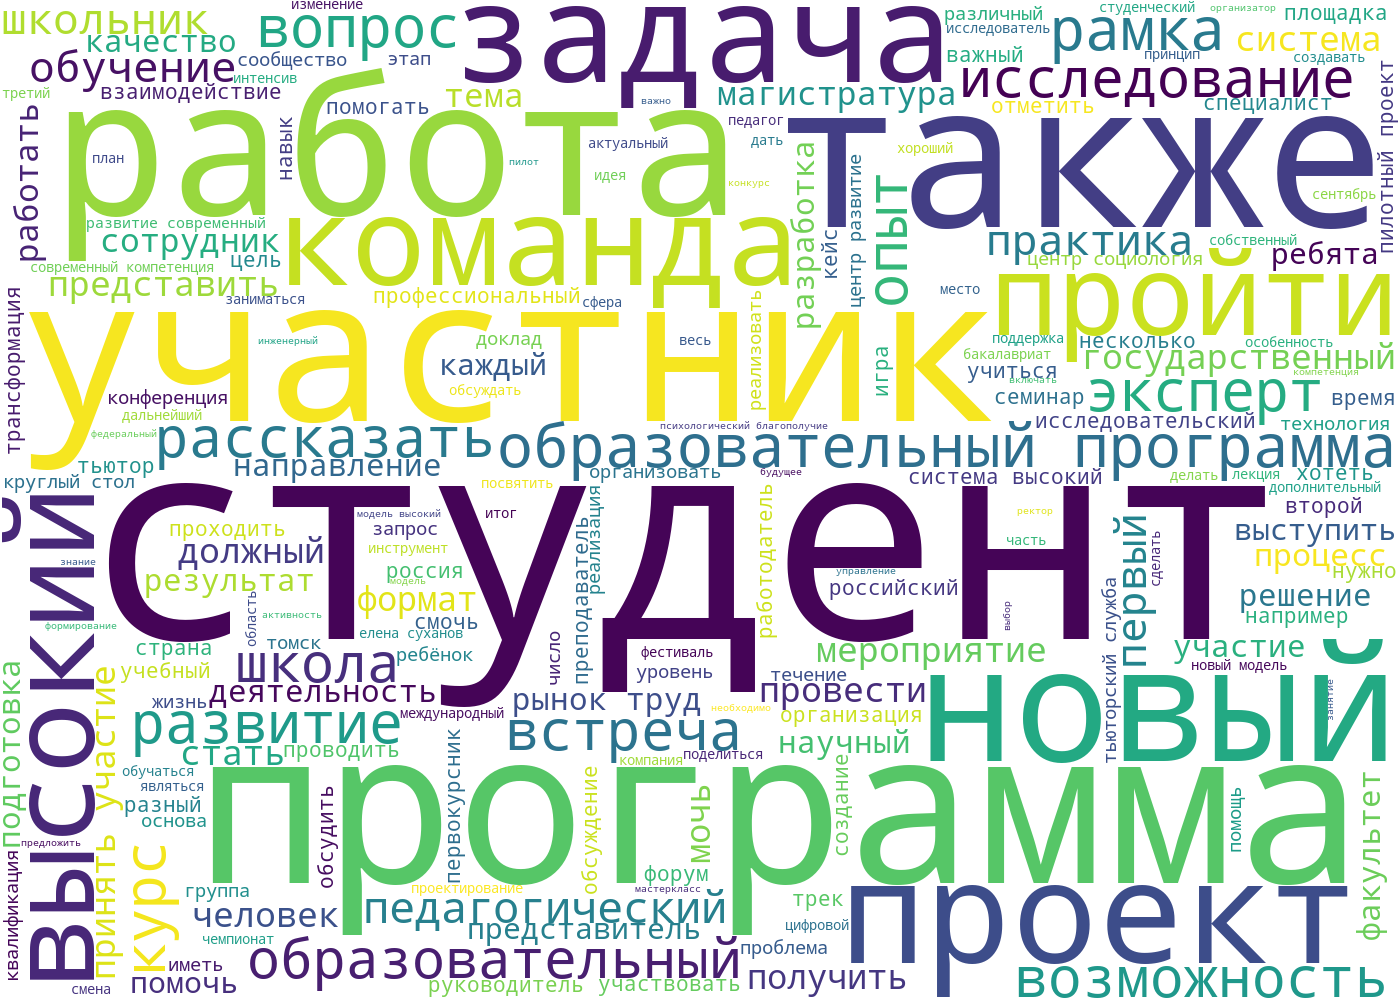 школьник
изменение
вопрос
задача
различный
студенческий
организатор
площадка
качество
исследователь
рамка
система
обучение
сообщество
этап
важный
принцип
создавать
интенсив
исследование
третий
взаимодействие
помогать
тема
важно
магистратура
отметить
специалист
пилотный проект
работать
навык
работа
педагог
также
план
пилот
актуальный
дать
хороший
идея
конкурс
разработка
центр развитие
опыт
сентябрь
развитие современный
сотрудник
команда
кейс
практика
собственный
ребята
современный компетенция
цель
центр социология
представить
заниматься
профессиональный
сфера
место
пройти
трансформация
участник
инженерный
доклад
весь
реализовать
игра
поддержка
несколько
особенность
каждый
бакалавриат
государственный
обсуждать
учиться
включать
компетенция
конференция
семинар
эксперт
время
дальнейший
исследовательский
технология
федеральный
рассказать
психологический благополучие
образовательный программа
тьютор
направление
организовать
будущее
система высокий
делать
лекция
хотеть
круглый стол
посвятить
дополнительный
высокий
студент
модель высокий
итог
работодатель
ректор
второй
проходить
запрос
преподаватель
реализация
первый
выступить
должный
инструмент
часть
сделать
процесс
знание
россия
модель
управление
нужно
результат
формат
российский
решение
область
активность
смочь
выбор
тьюторский служба
например
формирование
елена суханов
число
страна
томск
ребёнок
фестиваль
мероприятие
участие
подготовка
учебный
школа
уровень
течение
новый модель
принять участие
жизнь
деятельность
рынок труд
провести
новый
занятие
международный
необходимо
организация
развитие
встреча
научный
стать
проводить
первокурсник
компания
поделиться
обучаться
программа
обсуждение
создание
факультет
являться
разный
обсудить
мочь
помощь
основа
предложить
квалификация
курс
форум
группа
проектирование
мастеркласс
трек
проект
человек
педагогический
цифровой
чемпионат
представитель
проблема
иметь
образовательный
получить
возможность
смена
помочь
руководитель
участвовать